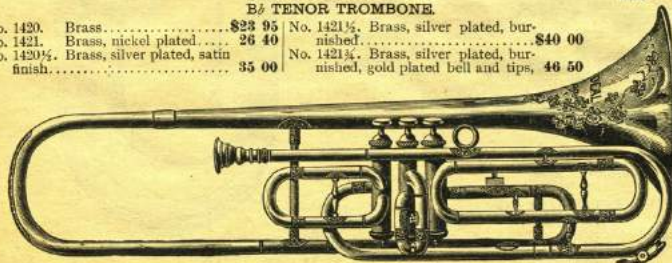 B♭ TENOR TROMBONE.
o. 1420. Brass................$23 95
o. 1421. Brass, nickel plated..... 26 40
o. 1420½. Brass, silver plated, satin
finish....................... 35 00
No. 1421½. Brass, silver plated, bur-
nished.......................$40 00
No. 1421¾. Brass, silver plated, bur-
nished, gold plated bell and tips, 46 50